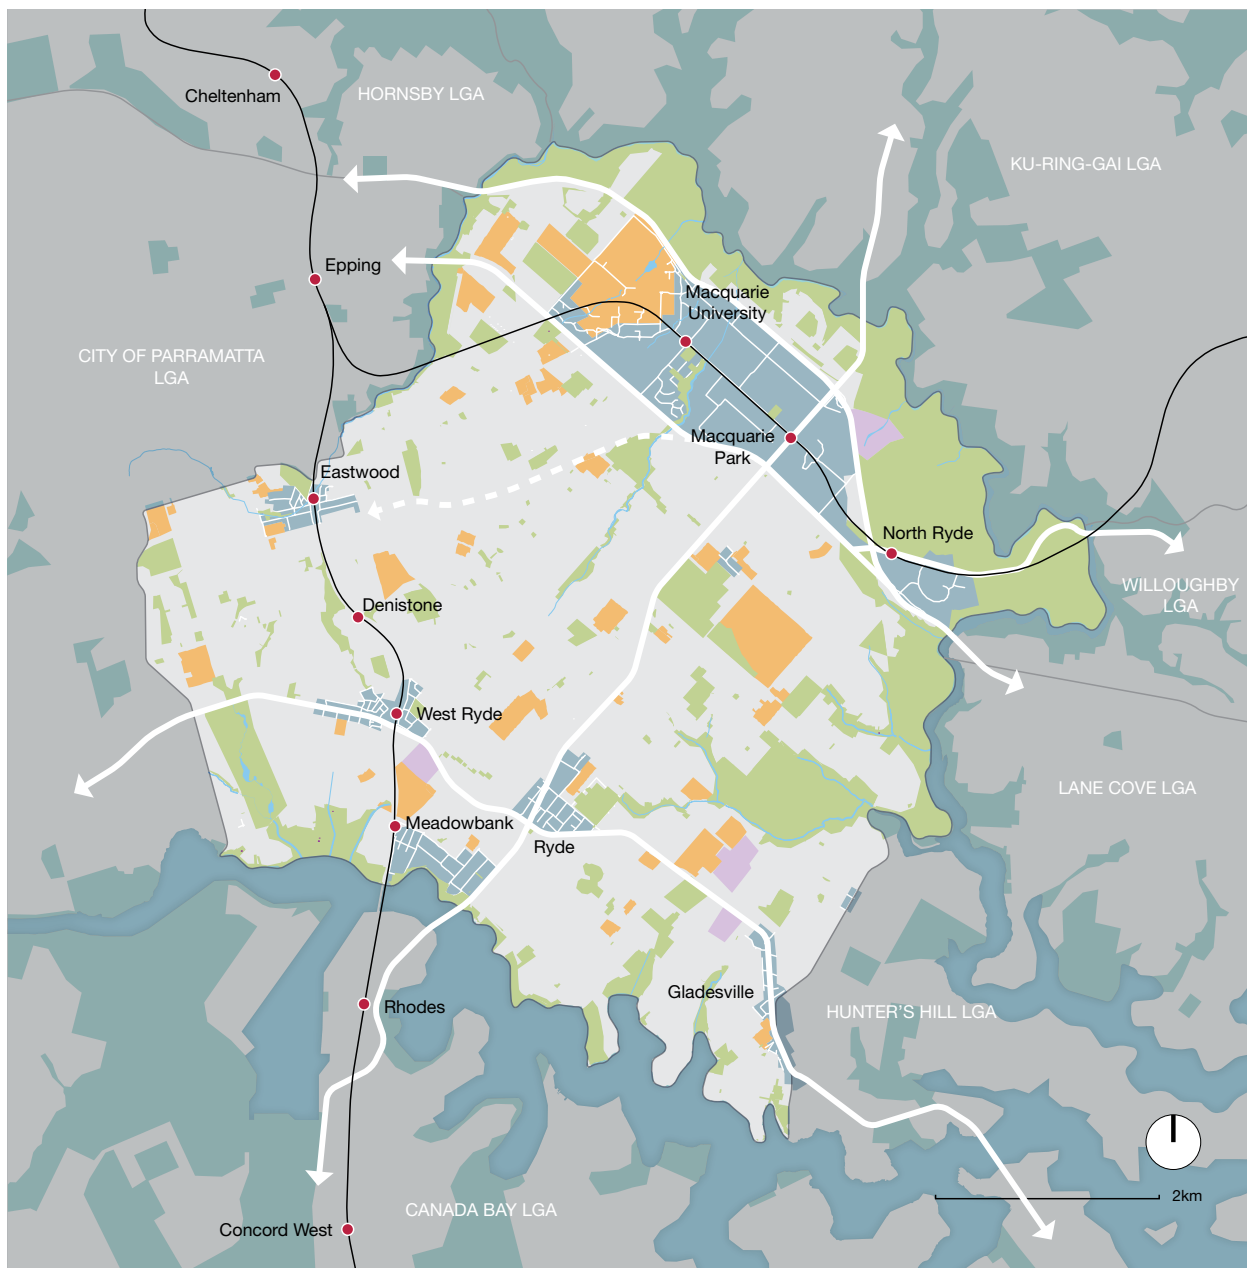 Cheltenham
HORNSBY LGA
KU-RING-GAI LGA
Epping
Macquarie
University
CITY OF PARRAMATTA
LGA
Macquarie
Park
Eastwood
North Ryde
WILLOUGHBY
LGA
Denistone
West Ryde
LANE COVE LGA
Meadowbank
Ryde
Gladesville
Rhodes
HUNTER'S HILL LGA
2km
CANADA BAY LGA
Concord West